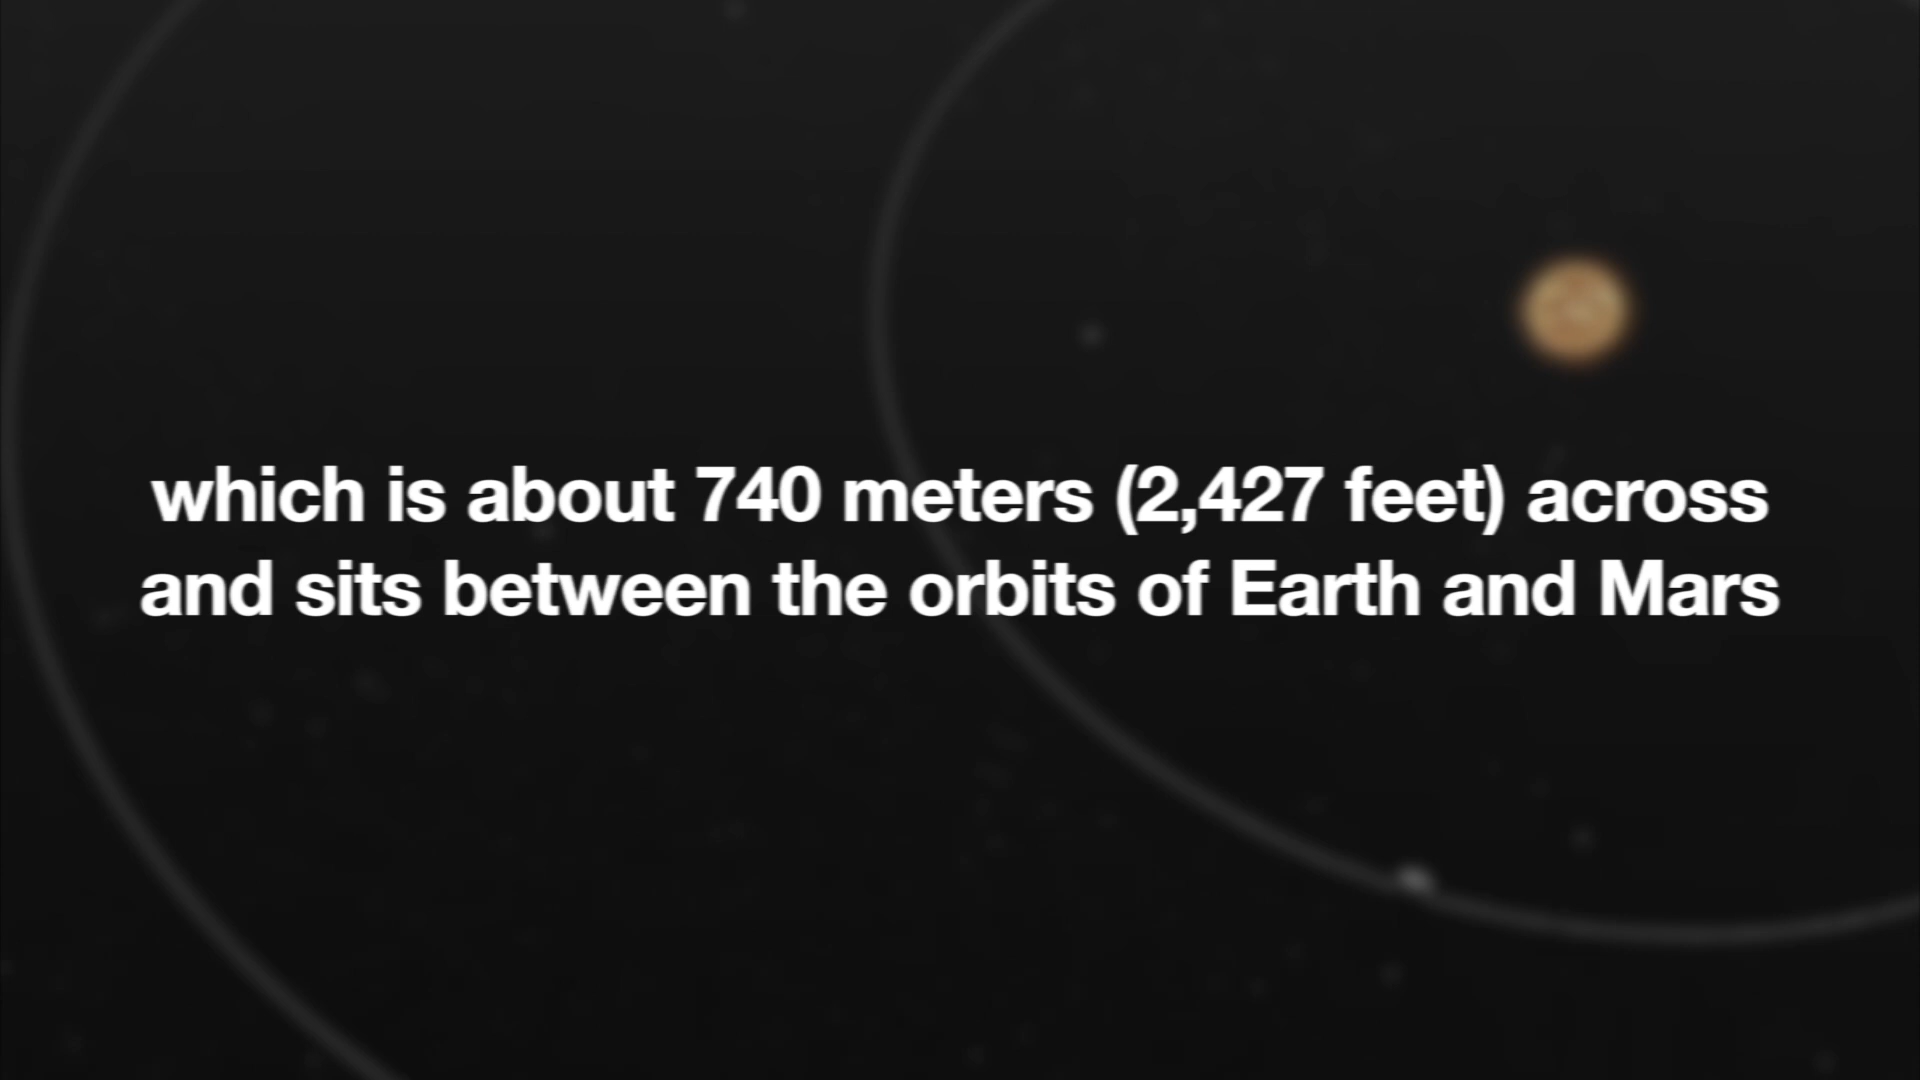 which is about 740 meters (2,427 feet) across
and sits between the orbits of Earth and Mars